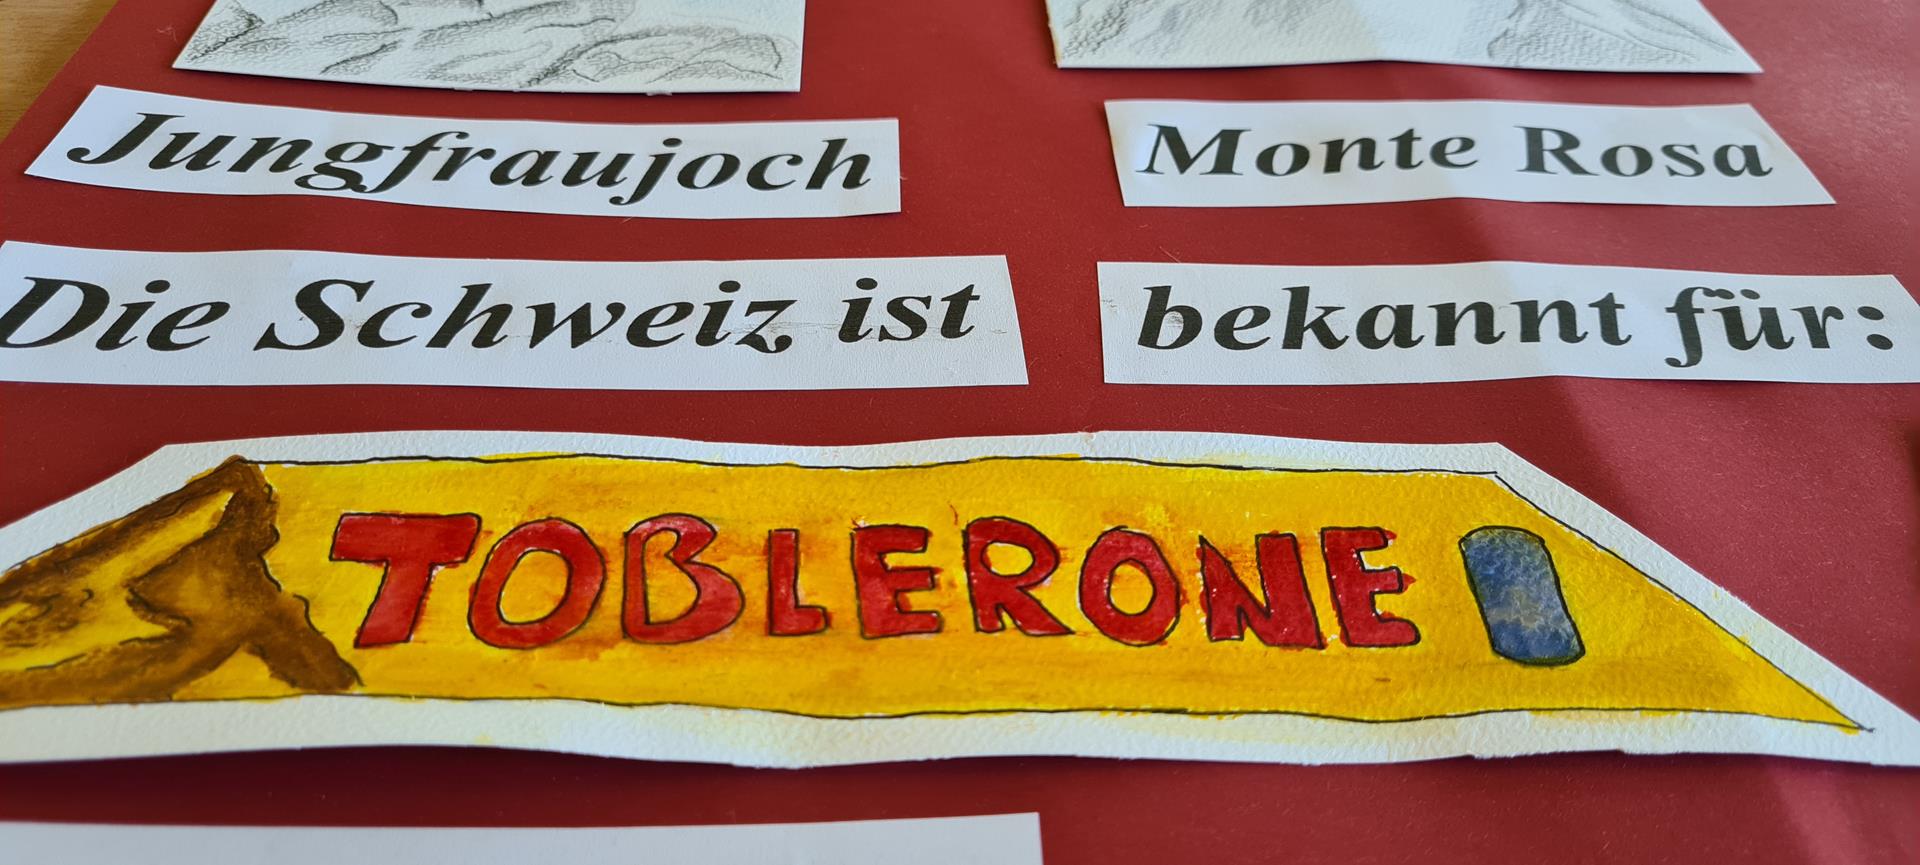 Jungfraujoch
Monte Rosa
Die Schweiz ist
bekannt für:
TOBLERONE